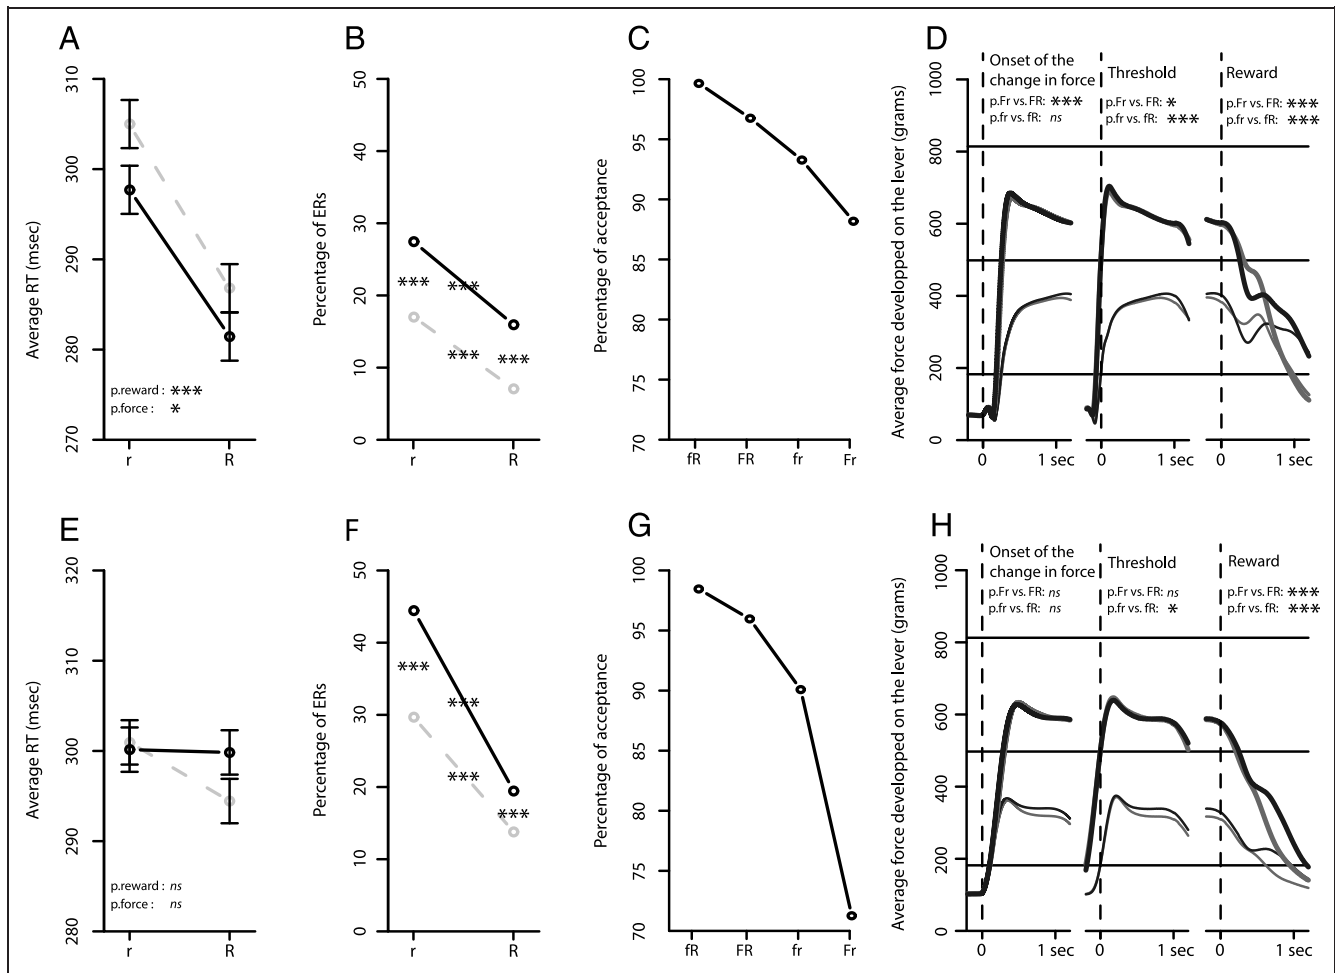 A
310
300
290
280
270
Average RT (msec)
p.reward : ***
p.force : *
r R
B
50
40
30
20
10
0
Percentage of ERs
*** ***
*** ***
r R
C
100
95
90
85
80
75
70
Percentage of acceptance
fR FR fr Fr
D
1000
800
600
400
200
0
Average force developped on the lever (grams)
Onset of the
change in force
p.Fr vs. FR: ***
p.fr vs. fR: ns
Threshold
p.Fr vs. FR: *
p.fr vs. fR: ***
Reward
p.Fr vs. FR: ***
p.fr vs. fR: ***
0 1 sec 0 1 sec 0 1 sec
E
320
310
300
290
280
Average RT (msec)
p.reward : ns
p.force : ns
r R
F
50
40
30
20
10
0
Percentage of ERs
***
***
***
***
r R
G
100
95
90
85
80
75
70
Percentage of acceptance
fR FR fr Fr
H
1000
800
600
400
200
0
Average force developped on the lever (grams)
Onset of the
change in force
p.Fr vs. FR: ns
p.fr vs. fR: ns
Threshold
p.Fr vs. FR: ns
p.fr vs. fR: *
Reward
p.Fr vs. FR: ***
p.fr vs. fR: ***
0 1 sec 0 1 sec 0 1 sec